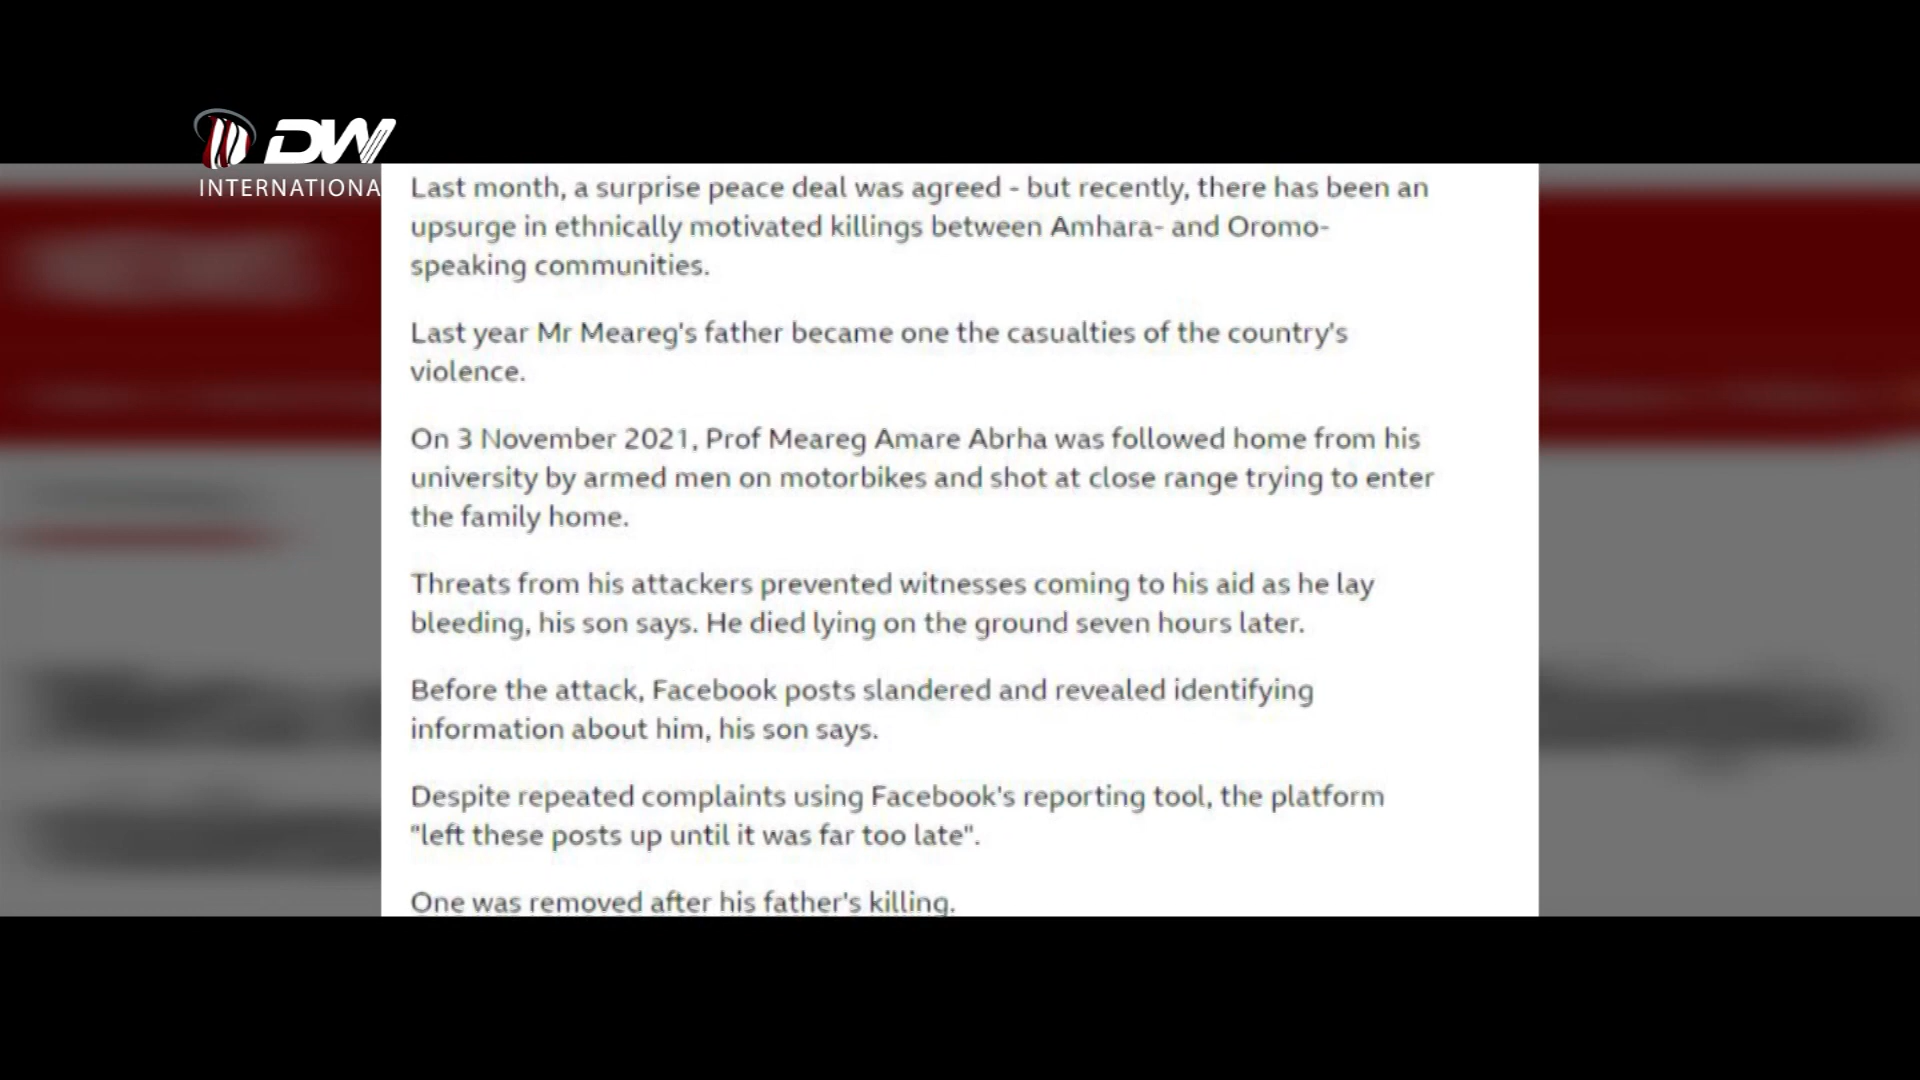 DW
INTERNATIONA
Last month, a surprise peace deal was agreed - but recently, there has been an
upsurge in ethnically motivated killings between Amhara- and Oromo-
speaking communities.
Last year Mr Meareg's father became one the casualties of the country's
violence.
On 3 November 2021, Prof Meareg Amare Abrha was followed home from his
university by armed men on motorbikes and shot at close range trying to enter
the family home.
Threats from his attackers prevented witnesses coming to his aid as he lay
bleeding, his son says. He died lying on the ground seven hours later.
Before the attack, Facebook posts slandered and revealed identifying
information about him, his son says.
Despite repeated complaints using Facebook's reporting tool, the platform
"left these posts up until it was far too late".
One was removed after his father's killing.